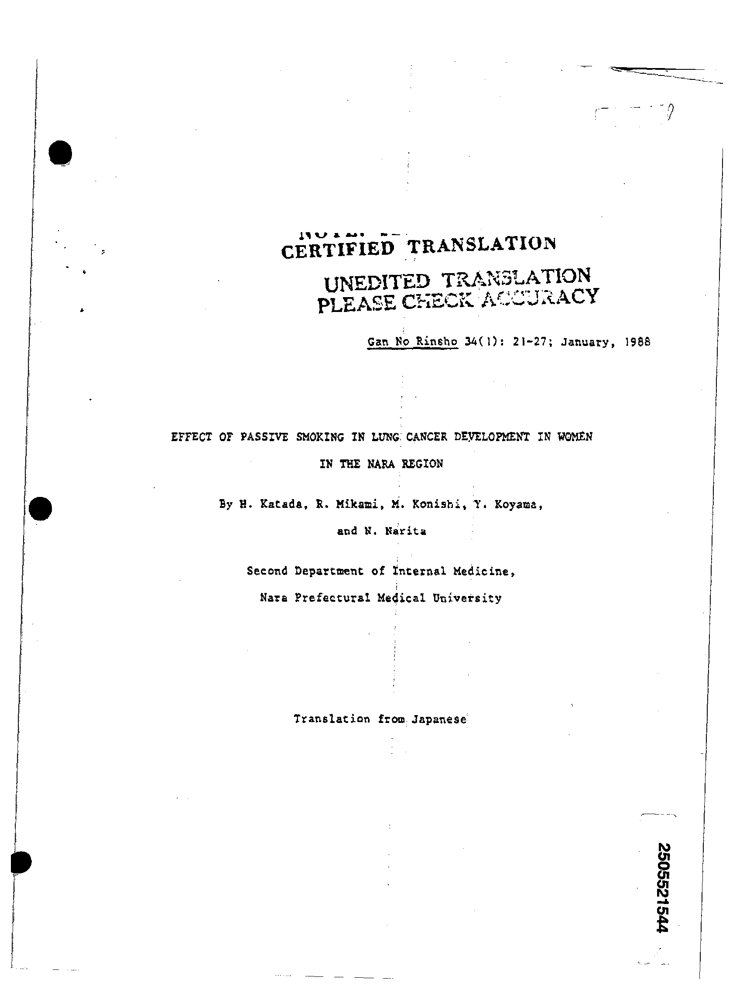 CERTIFIED TRANSLATION
UNEDITED TRANSLATION
PLEASE CHECK ACCURACY
Gan No Rinsho 34(1): 21-27; January, 1988
EFFECT OF PASSIVE SMOKING IN LUNG CANCER DEVELOPMENT IN WOMEN
IN THE NARA REGION
By H. Katada, R. Mikami, M. Konishi, Y. Koyama,
and N. Narita
Second Department of Internal Medicine,
Nara Prefectural Medical University
Translation from Japanese
2505521544